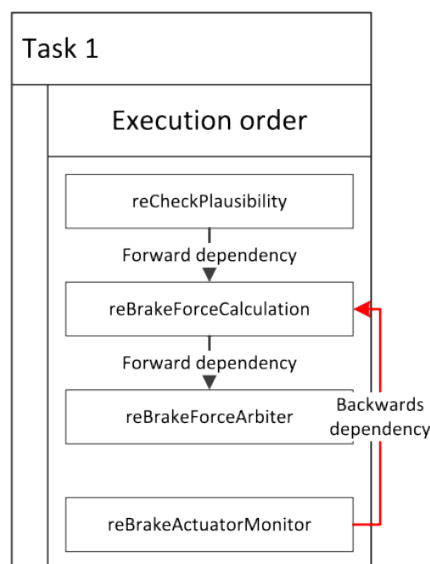 Task 1
Execution order
reCheckPlausibility
Forward dependency
reBrakeForceCalculation
Forward dependency
reBrakeForceArbiter
Backwards
dependency
reBrakeActuatorMonitor